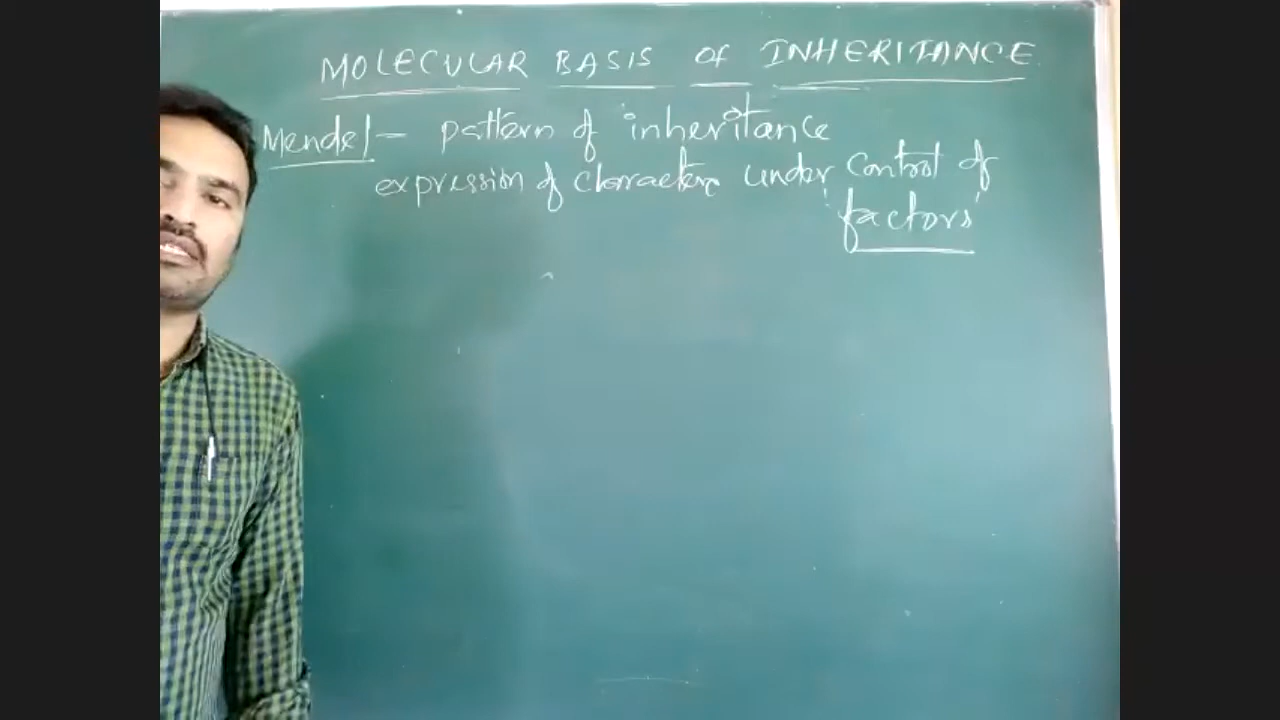 MOLECULAR BASIS OF INHERITANCE
Mendel - pattern of inheritance
expression of character under control of
'factors'